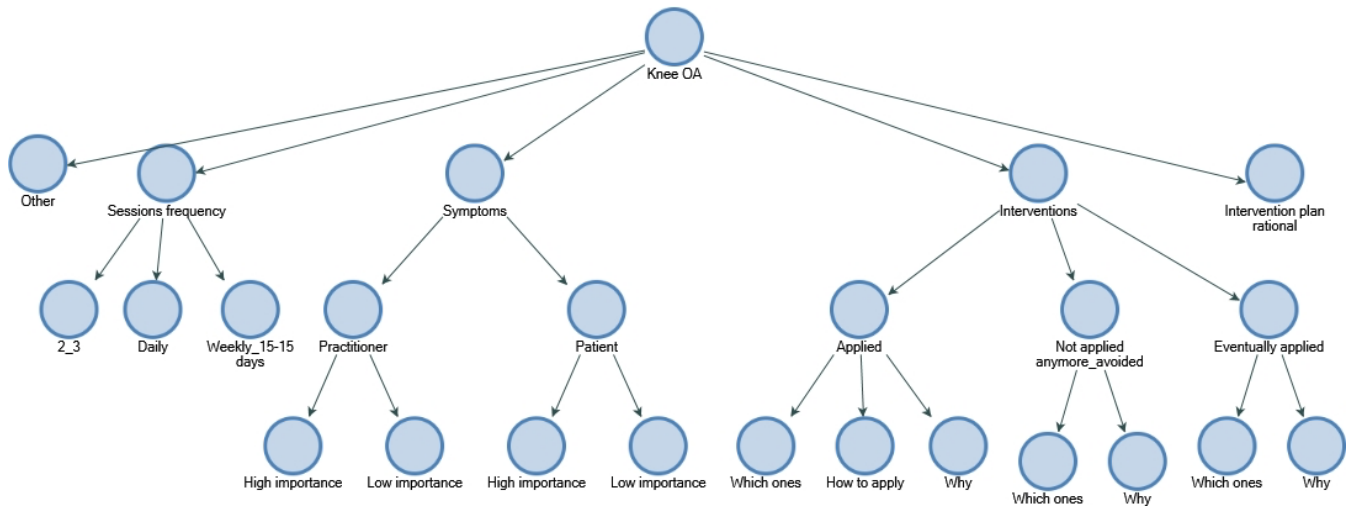 Knee OA
Other
Sessions frequency
Symptoms
Interventions
Intervention plan
rational
2_3
Daily
Weekly_15-15
days
Practitioner
Patient
Applied
Not applied
anymore_avoided
Eventually applied
High importance
Low importance
High importance
Low importance
Which ones
How to apply
Why
Which ones
Why
Which ones
Why